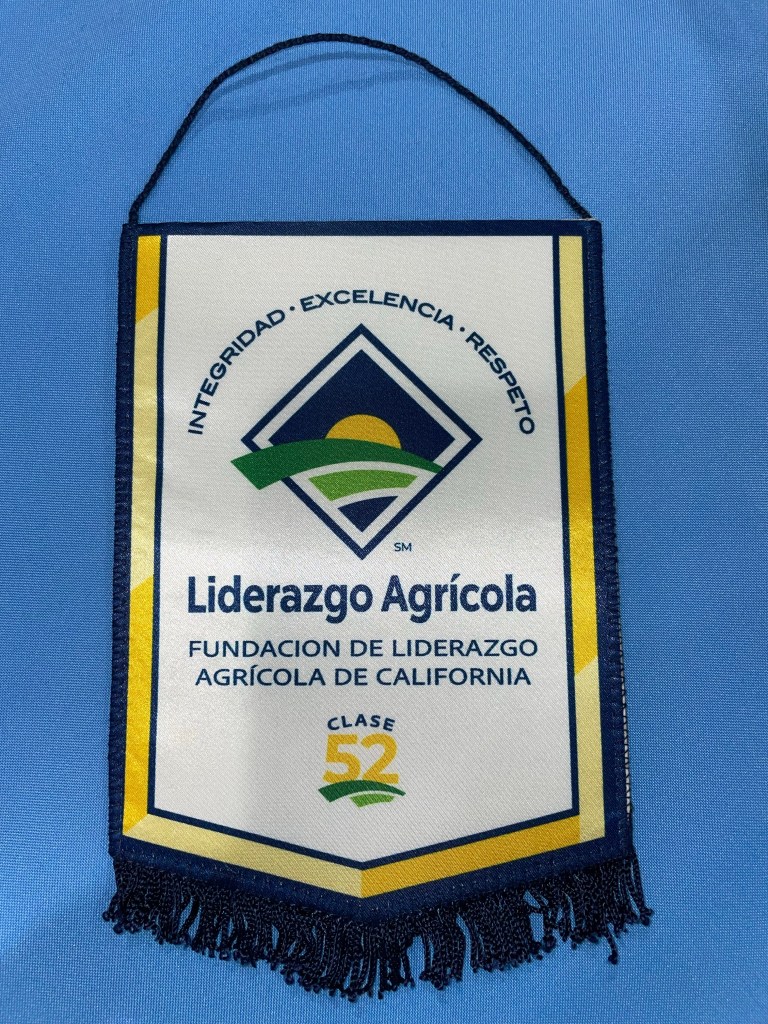 INTEGRIDAD · EXCELENCIA · RESPETO
SM
Liderazgo Agrícola
FUNDACION DE LIDERAZGO
AGRÍCOLA DE CALIFORNIA
CLASE
52